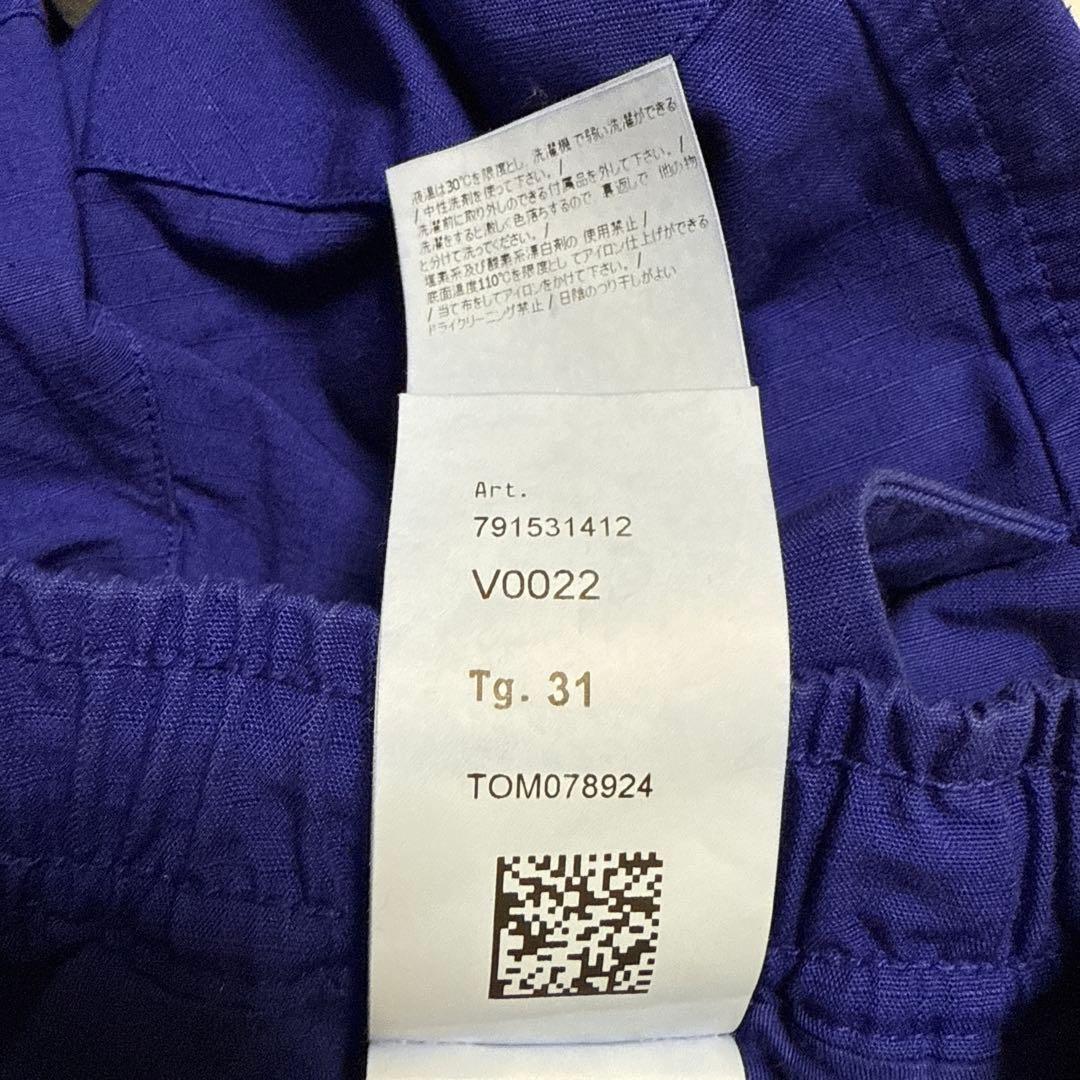 液温は30℃を限度とし、洗濯機で弱い洗濯ができる
/ 中性洗剤を使って下さい。/
洗濯前に取り外しのできる付属品を外して下さい。/
洗濯をすると激しく色落ちするので、裏返しで 他の物
と分けて洗ってください。/
塩素系及び酸素系漂白剤の 使用禁止 /
底面温度110℃を限度としてアイロン仕上げができる
/ 当て布をしてアイロンをかけて下さい。/
ドライクリーニング禁止 / 日陰のつり干しがよい
Art.
791531412
V0022
Tg. 31
TOM078924